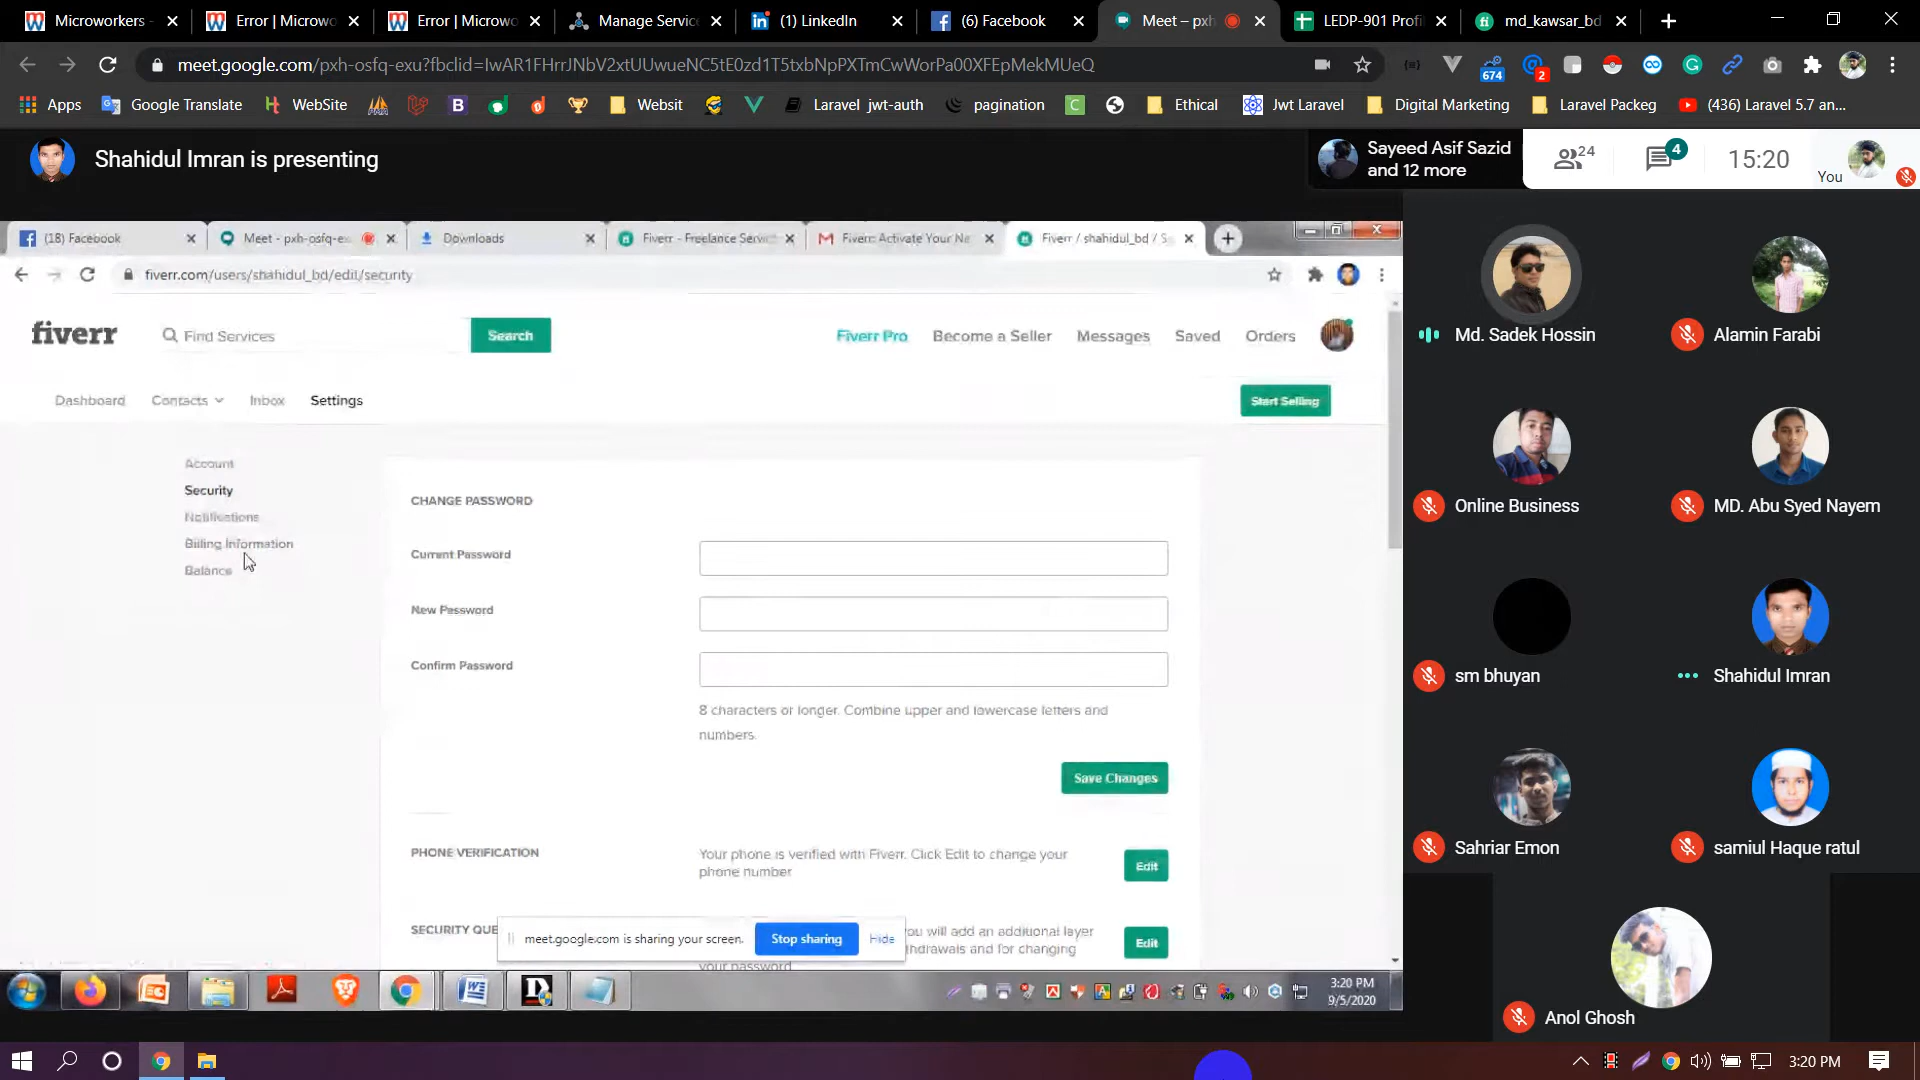 Microworkers -
Error | Microwo
Error | Microwo
Manage Servic
(1) LinkedIn
(6) Facebook
Meet – pxh
LEDP-901 Profi
md_kawsar_bd
meet.google.com/pxh-osfq-exu?fbclid=IwAR1FHrrJNbV2xtUUwueNC5tE0zd1T5txbNpPXTmCwWorPa00XFEpMekMUeQ
674
2
Apps
Google Translate
WebSite
Websit
Laravel jwt-auth
pagination
Ethical
Jwt Laravel
Digital Marketing
Laravel Packeg
(436) Laravel 5.7 an...
Shahidul Imran is presenting
Sayeed Asif Sazid
and 12 more
24
4
15:20
You
(18) Facebook
Meet - pxh-osfq-ex
Downloads
Fiverr - Freelance Servic
Fiverr: Activate Your Ne
Fiverr / shahidul_bd / S
fiverr.com/users/shahidul_bd/edit/security
fiverr
Find Services
Search
Fiverr Pro
Become a Seller
Messages
Saved
Orders
Dashboard
Contacts
Inbox
Settings
Start Selling
Account
Security
Notifications
Billing Information
Balance
CHANGE PASSWORD
Current Password
New Password
Confirm Password
8 characters or longer. Combine upper and lowercase letters and
numbers.
Save Changes
PHONE VERIFICATION
Your phone is verified with Fiverr. Click Edit to change your
phone number
Edit
SECURITY QUE
you will add an additional layer
thdrawals and for changing
your password
Edit
meet.google.com is sharing your screen.
Stop sharing
Hide
3:20 PM
9/5/2020
Md. Sadek Hossin
Alamin Farabi
Online Business
MD. Abu Syed Nayem
sm bhuyan
Shahidul Imran
Sahriar Emon
samiul Haque ratul
Anol Ghosh
3:20 PM